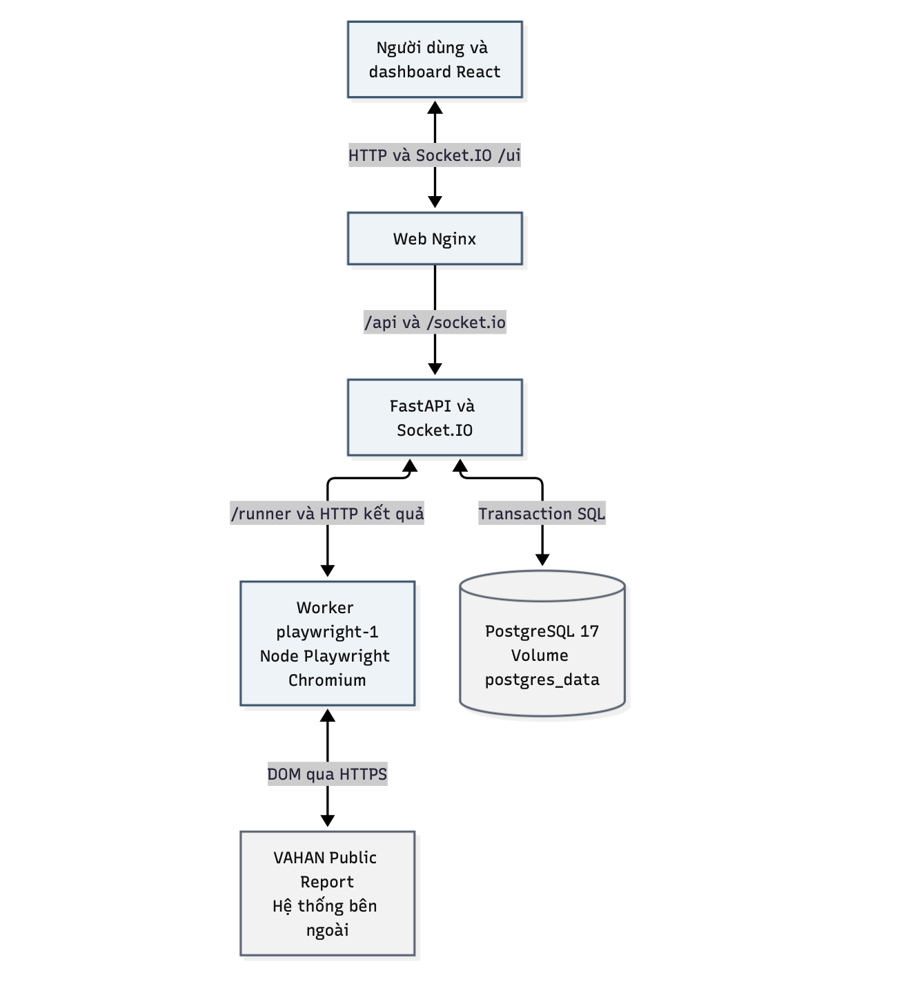 Người dùng và
dashboard React
HTTP và Socket.IO /ui
Web Nginx
/api và /socket.io
FastAPI và
Socket.IO
/runner và HTTP kết quả
Transaction SQL
Worker
playwright-1
Node Playwright
Chromium
PostgreSQL 17
Volume
postgres_data
DOM qua HTTPS
VAHAN Public
Report
Hệ thống bên
ngoài